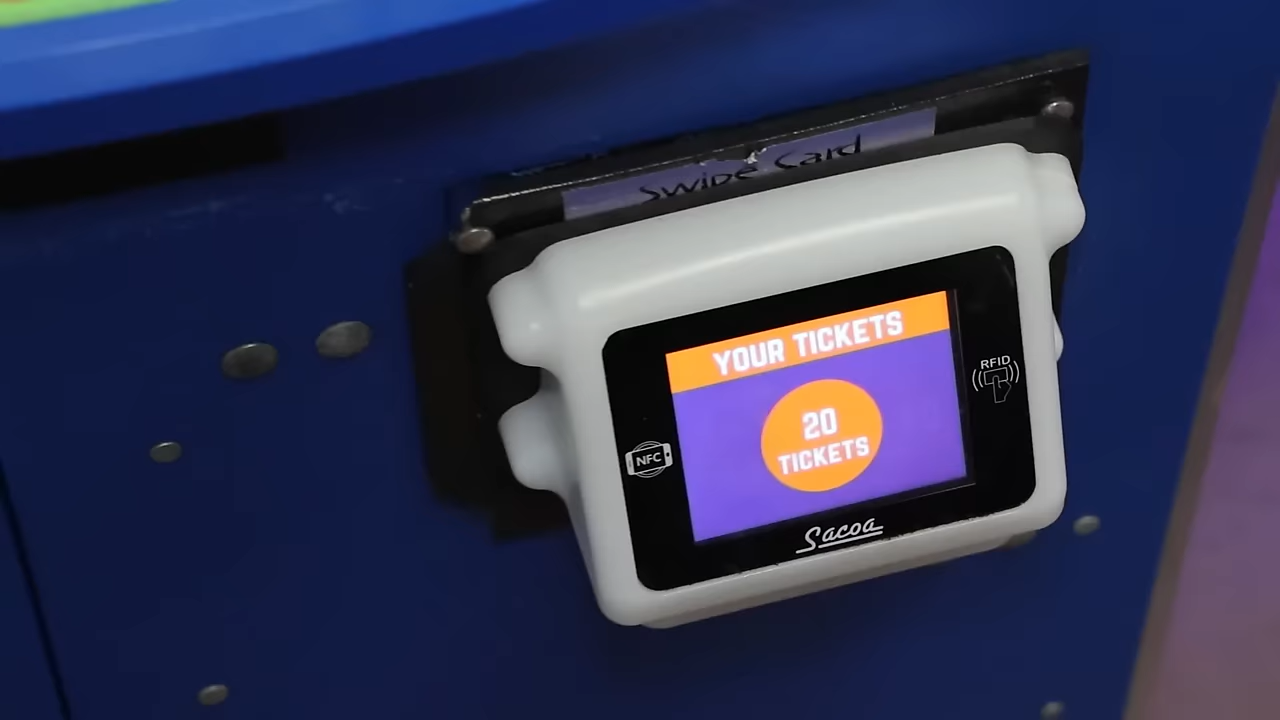 Swipe Card
YOUR TICKETS
20
TICKETS
RFID
NFC
Sacoa